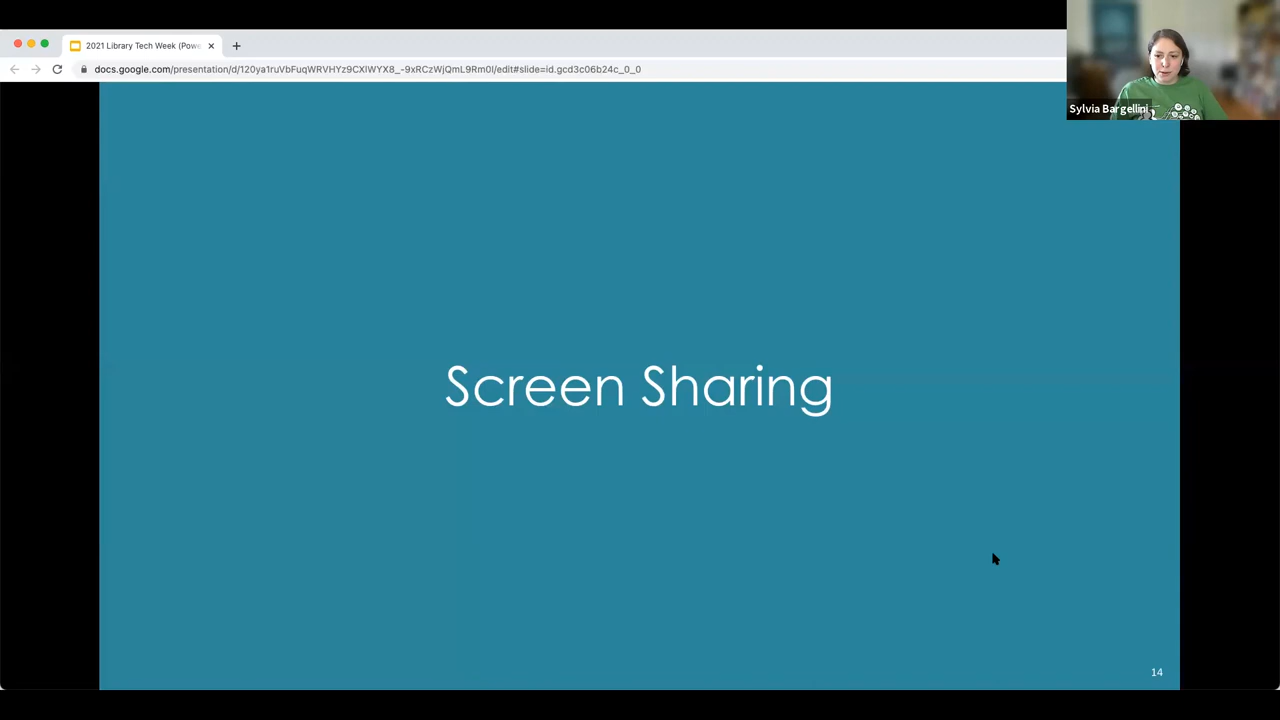 2021 Library Tech Week (Powe
docs.google.com/presentation/d/120ya1ruVbFuqWRVHYz9CXlWYX8_-9xRCzWjQmL9Rm0I/edit#slide=id.gcd3c06b24c_0_0
Sylvia Bargellini
Screen Sharing
14